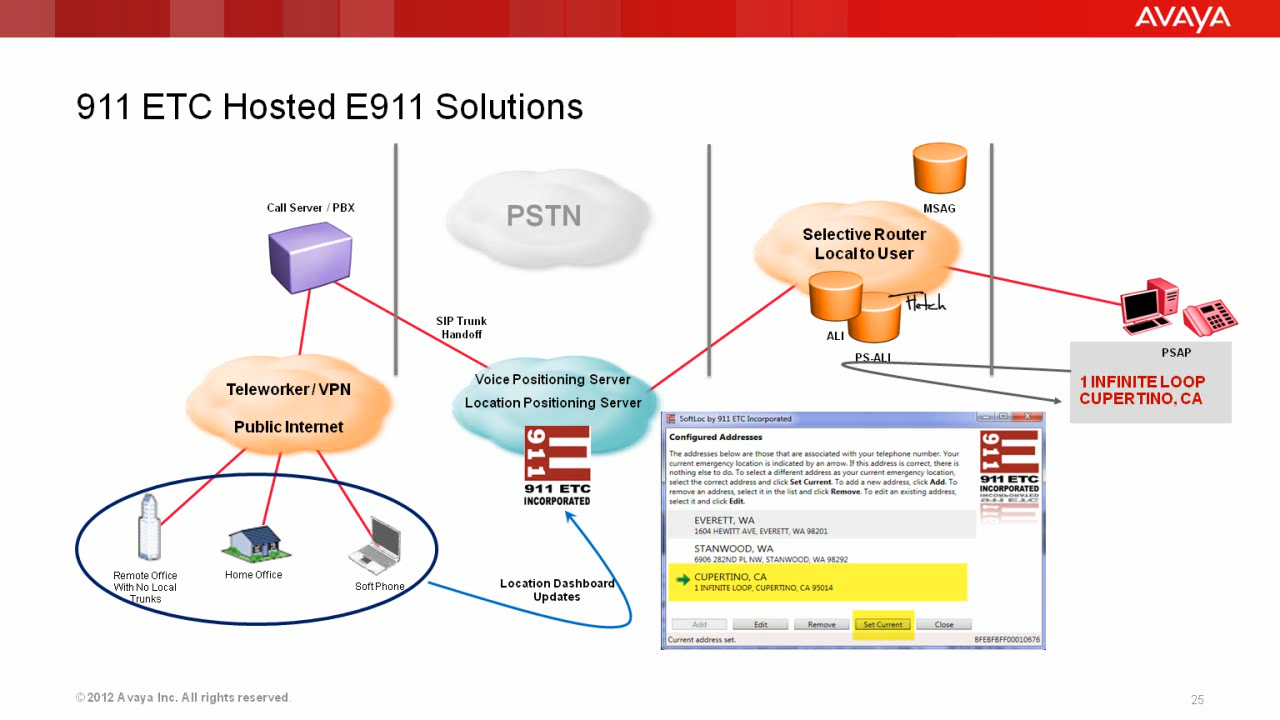 AVAYA
911 ETC Hosted E911 Solutions
Call Server / PBX
PSTN
MSAG
Selective Router
Local to User
SIP Trunk
Handoff
ALI
PS-ALI
PSAP
1 INFINITE LOOP
CUPERTINO, CA
Teleworker / VPN
Public Internet
Voice Positioning Server
Location Positioning Server
911
911 ETC
INCORPORATED
Remote Office
With No Local
Trunks
Home Office
Soft Phone
Location Dashboard
Updates
SoftLoc by 911 ETC Incorporated
Configured Addresses
The addresses below are those that are associated with your telephone number. Your
current emergency location is indicated by an arrow. If this address is correct, there is
nothing else to do. To select a different address as your current emergency location,
select the correct address and click Set Current. To add a new address, click Add. To
remove an address, select it in the list and click Remove. To edit an existing address,
select it and click Edit.
911
911 ETC
INCORPORATED
EVERETT, WA
1604 HEWITT AVE, EVERETT, WA 98201
STANWOOD, WA
6906 282ND PL NW, STANWOOD, WA 98292
CUPERTINO, CA
1 INFINITE LOOP, CUPERTINO, CA 95014
Add Edit Remove Set Current Close
Current address set.
BFEBFBFF00010676
© 2012 Avaya Inc. All rights reserved.
25